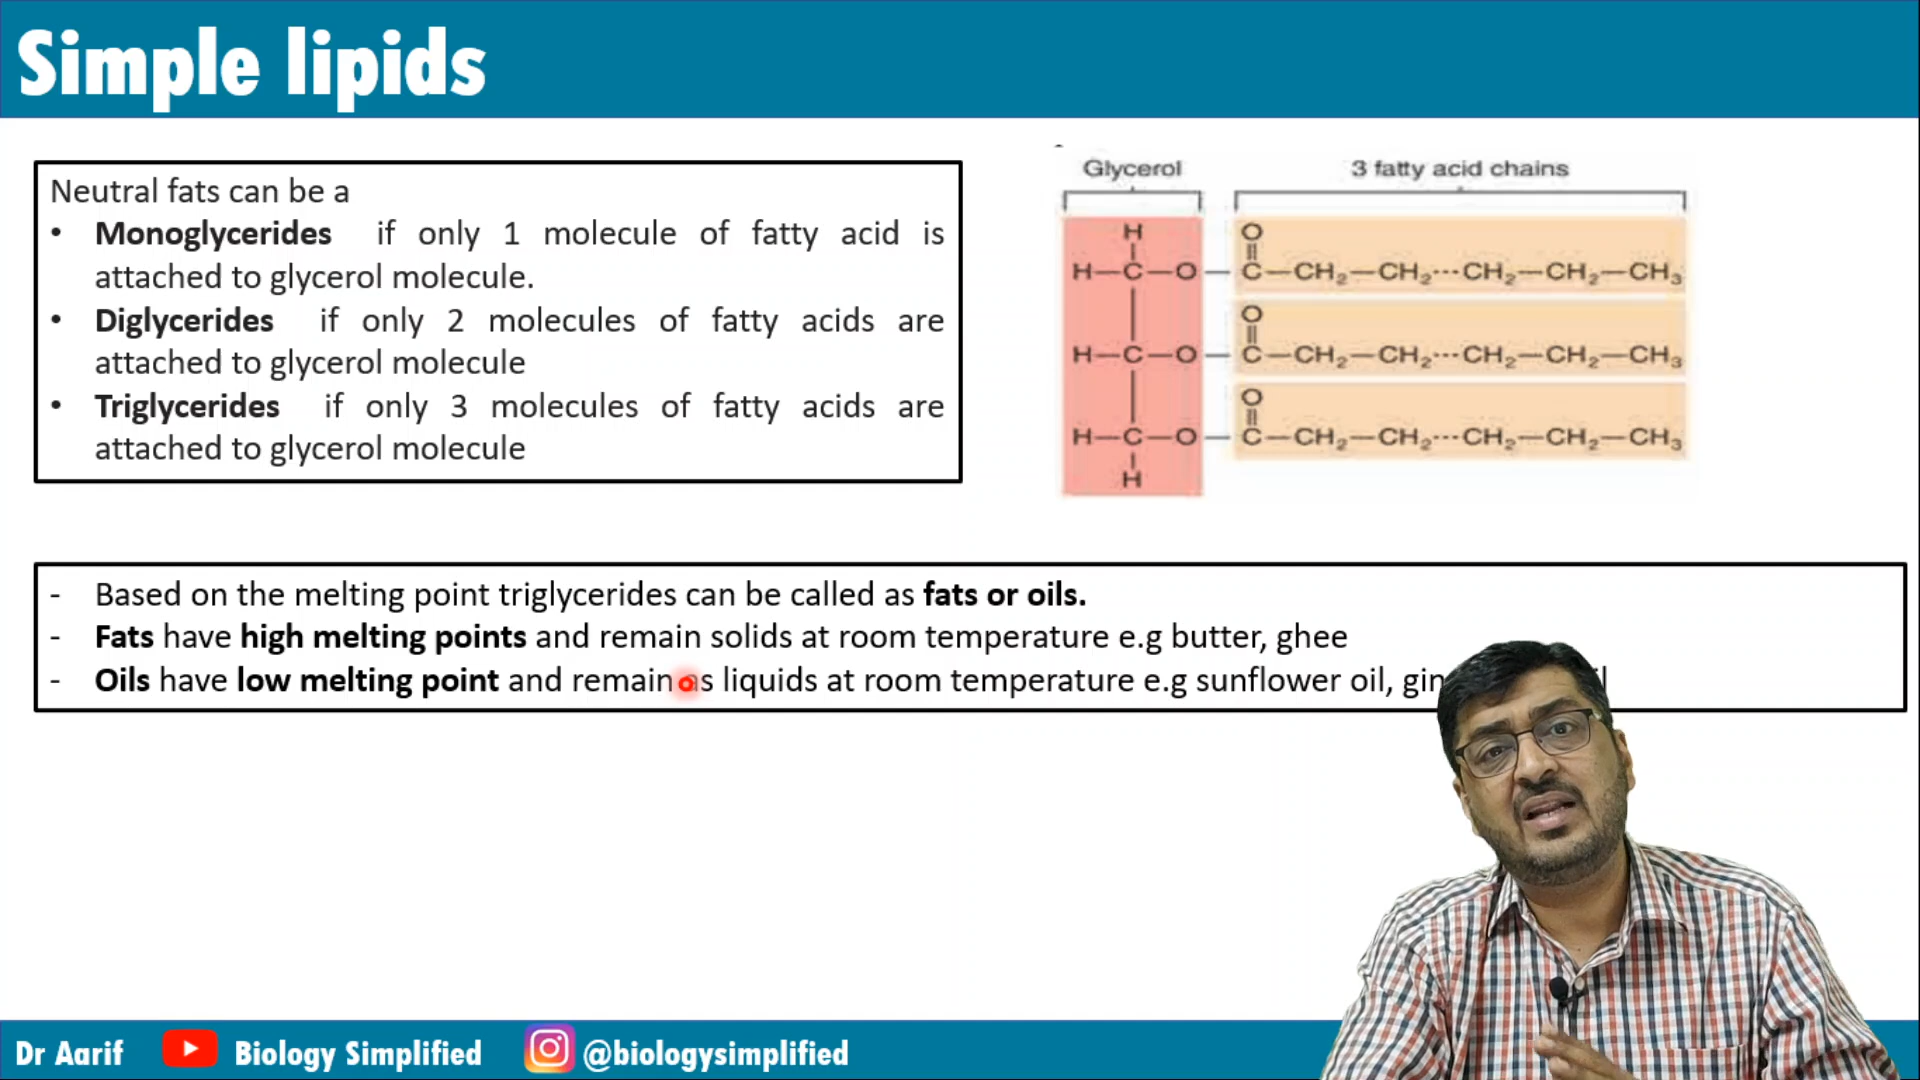 Simple lipids
Neutral fats can be a
• Monoglycerides if only 1 molecule of fatty acid is
attached to glycerol molecule.
• Diglycerides if only 2 molecules of fatty acids are
attached to glycerol molecule
• Triglycerides if only 3 molecules of fatty acids are
attached to glycerol molecule
Glycerol 3 fatty acid chains
H O
H—C—O—C—CH₂—CH₂···CH₂—CH₂—CH₃
O
H—C—O—C—CH₂—CH₂···CH₂—CH₂—CH₃
O
H—C—O—C—CH₂—CH₂···CH₂—CH₂—CH₃
H
- Based on the melting point triglycerides can be called as fats or oils.
- Fats have high melting points and remain solids at room temperature e.g butter, ghee
- Oils have low melting point and remain as liquids at room temperature e.g sunflower oil,
Dr Aarif Biology Simplified @biologysimplified